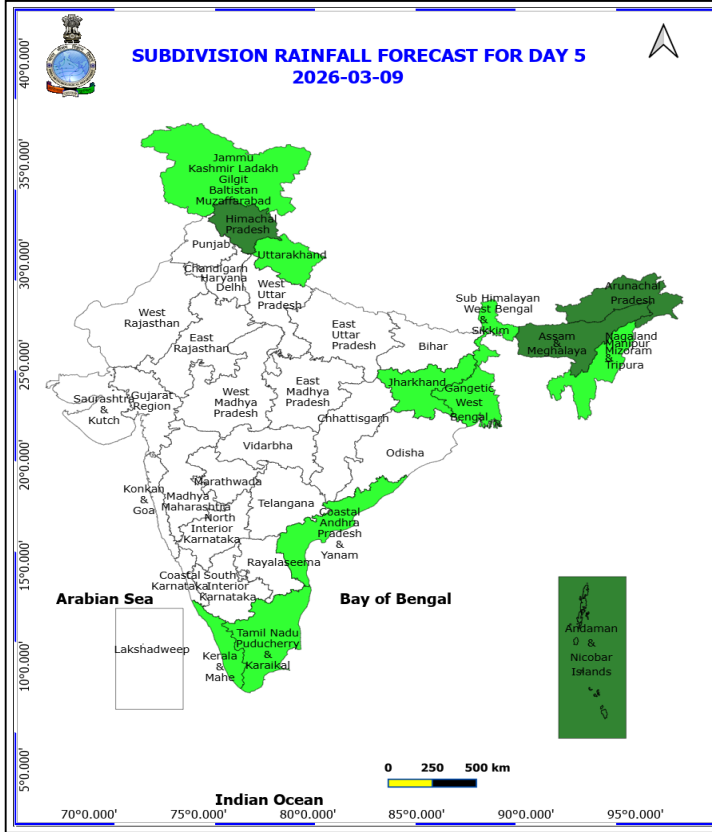 SUBDIVISION RAINFALL FORECAST FOR DAY 5
2026-03-09
40°0.000'
35°0.000'
30°0.000'
25°0.000'
20°0.000'
15°0.000'
10°0.000'
5°0.000'
Jammu
Kashmir Ladakh
Gilgit
Baltistan
Muzaffarabad
Himachal
Pradesh
Punjab
Uttarakhand
Chandigarh
Haryana
Delhi
West
Uttar
Pradesh
West
Rajasthan
East
Rajasthan
East
Uttar
Pradesh
Bihar
Sub Himalayan
West Bengal
&
Sikkim
Arunachal
Pradesh
Assam
&
Meghalaya
Nagaland
Manipur
Mizoram
&
Tripura
Saurashtra
&
Kutch
Gujarat
Region
West
Madhya
Pradesh
East
Madhya
Pradesh
Jharkhand
Gangetic
West
Bengal
Chhattisgarh
Odisha
Vidarbha
Konkan
&
Goa
Marathwada
Madhya
Maharashtra
Telangana
North
Interior
Karnataka
Coastal
Andhra
Pradesh
&
Yanam
Rayalaseema
Coastal
Karnataka
South
Interior
Karnataka
Arabian Sea
Bay of Bengal
Lakshadweep
Kerala
&
Mahe
Tamil Nadu
Puducherry
&
Karaikal
Andaman
&
Nicobar
Islands
0 250 500 km
Indian Ocean
70°0.000' 75°0.000' 80°0.000' 85°0.000' 90°0.000' 95°0.000'